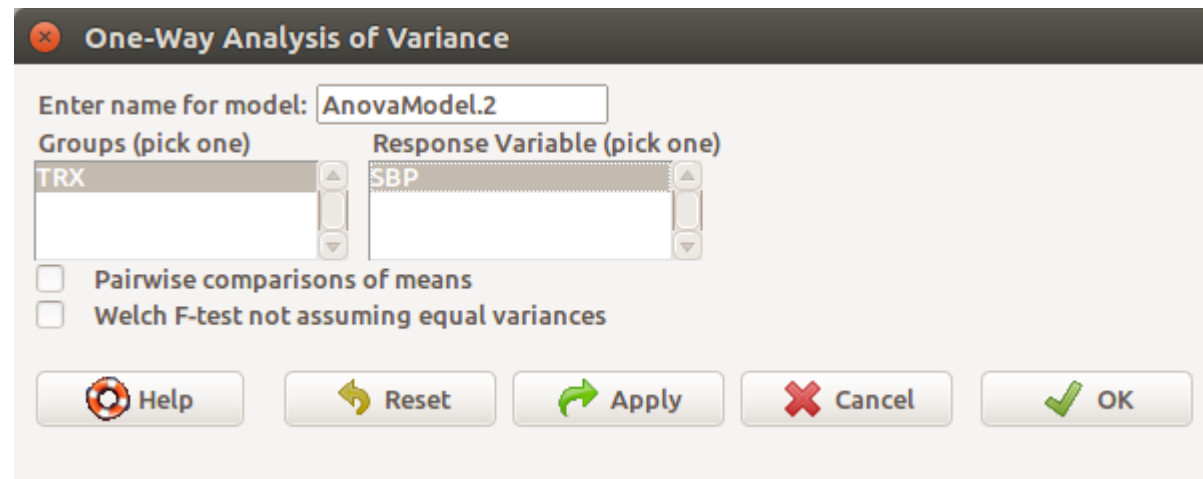 One-Way Analysis of Variance
Enter name for model: AnovaModel.2
Groups (pick one) Response Variable (pick one)
TRX SBP
Pairwise comparisons of means
Welch F-test not assuming equal variances
Help Reset Apply Cancel OK